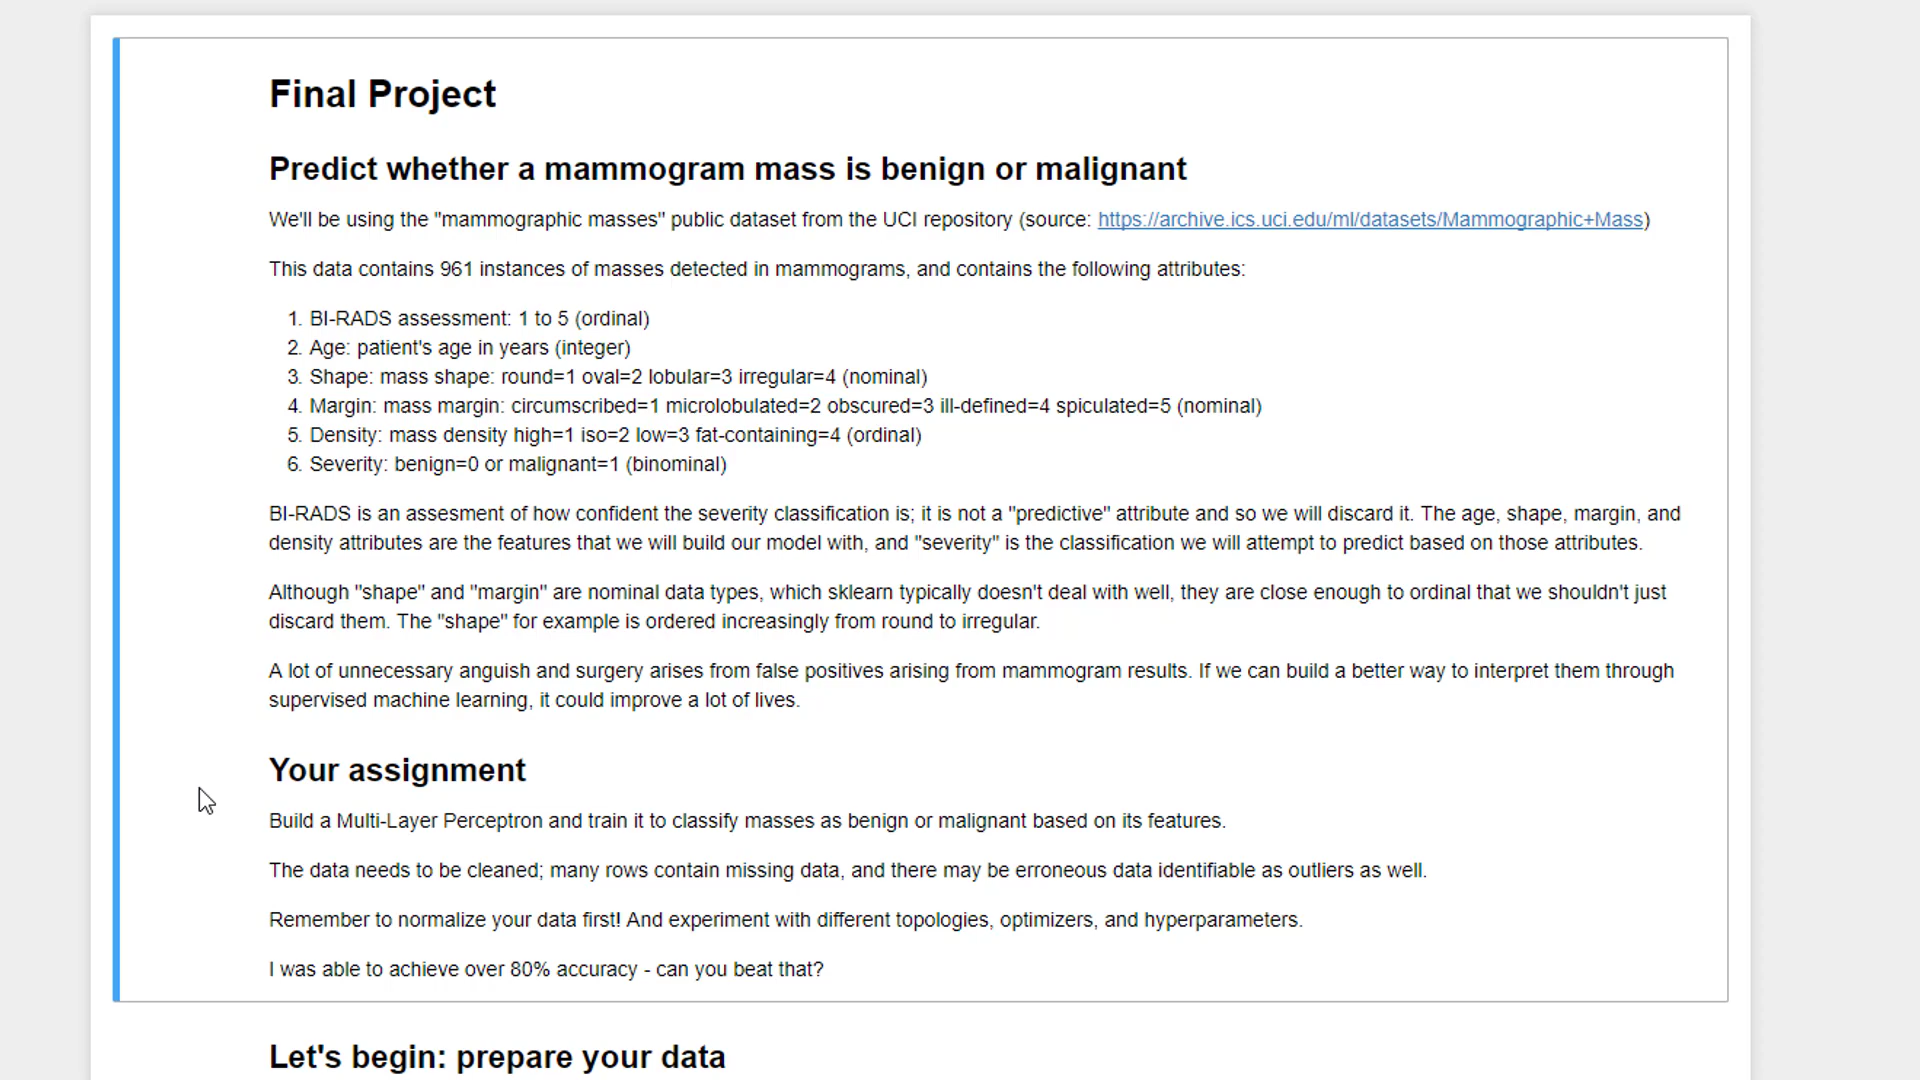 Final Project
Predict whether a mammogram mass is benign or malignant
We'll be using the "mammographic masses" public dataset from the UCI repository (source: https://archive.ics.uci.edu/ml/datasets/Mammographic+Mass)
This data contains 961 instances of masses detected in mammograms, and contains the following attributes:
1. BI-RADS assessment: 1 to 5 (ordinal)
2. Age: patient's age in years (integer)
3. Shape: mass shape: round=1 oval=2 lobular=3 irregular=4 (nominal)
4. Margin: mass margin: circumscribed=1 microlobulated=2 obscured=3 ill-defined=4 spiculated=5 (nominal)
5. Density: mass density high=1 iso=2 low=3 fat-containing=4 (ordinal)
6. Severity: benign=0 or malignant=1 (binominal)
BI-RADS is an assesment of how confident the severity classification is; it is not a "predictive" attribute and so we will discard it. The age, shape, margin, and
density attributes are the features that we will build our model with, and "severity" is the classification we will attempt to predict based on those attributes.
Although "shape" and "margin" are nominal data types, which sklearn typically doesn't deal with well, they are close enough to ordinal that we shouldn't just
discard them. The "shape" for example is ordered increasingly from round to irregular.
A lot of unnecessary anguish and surgery arises from false positives arising from mammogram results. If we can build a better way to interpret them through
supervised machine learning, it could improve a lot of lives.
Your assignment
Build a Multi-Layer Perceptron and train it to classify masses as benign or malignant based on its features.
The data needs to be cleaned; many rows contain missing data, and there may be erroneous data identifiable as outliers as well.
Remember to normalize your data first! And experiment with different topologies, optimizers, and hyperparameters.
I was able to achieve over 80% accuracy - can you beat that?
Let's begin: prepare your data